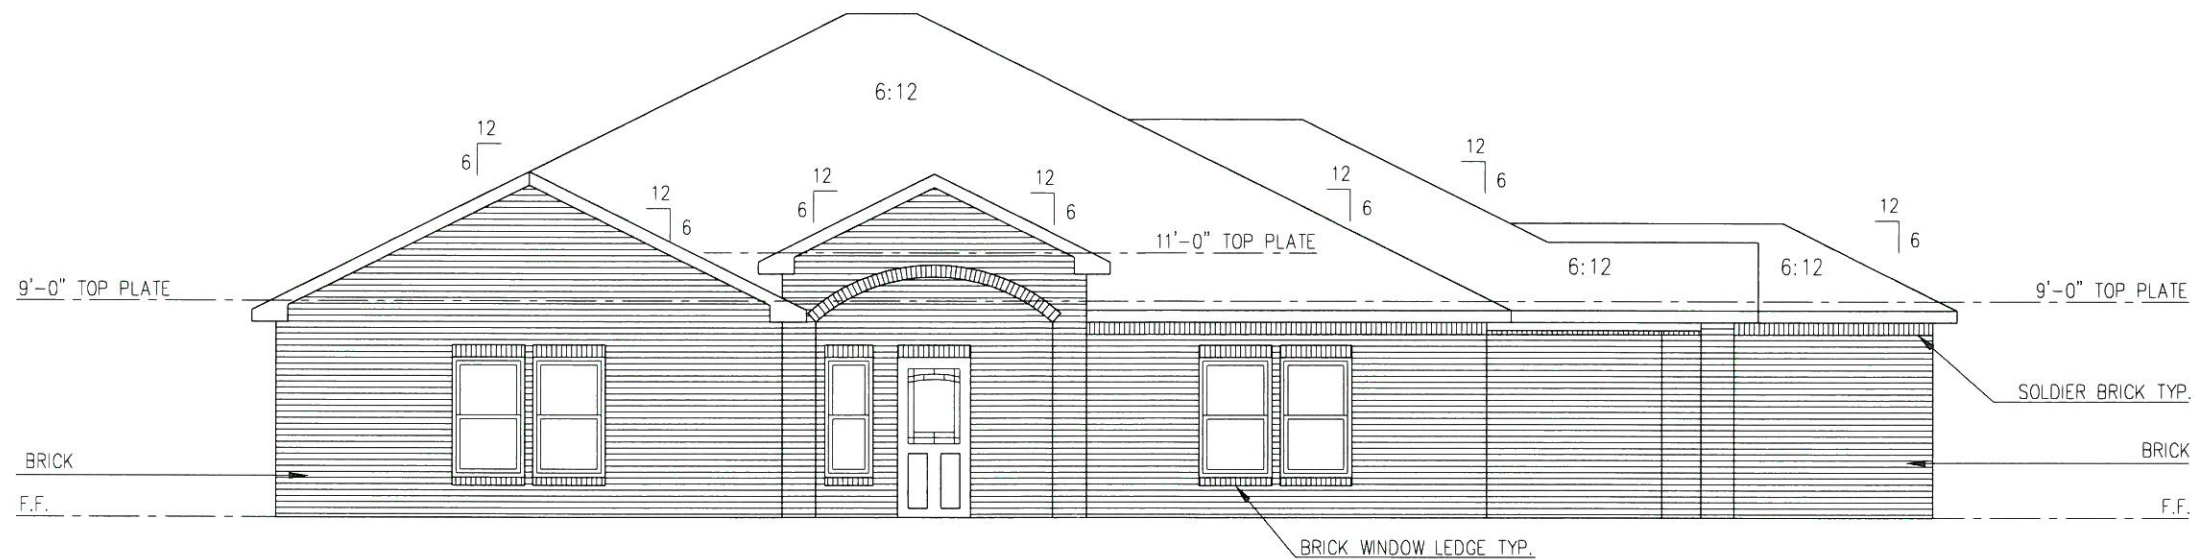 6:12
12
6
12
6
12
6
12
6
12
6
12
6
12
6
11'-0" TOP PLATE
6:12
6:12
9'-0" TOP PLATE
9'-0" TOP PLATE
SOLDIER BRICK TYP.
BRICK
BRICK
F.F.
F.F.
BRICK WINDOW LEDGE TYP.